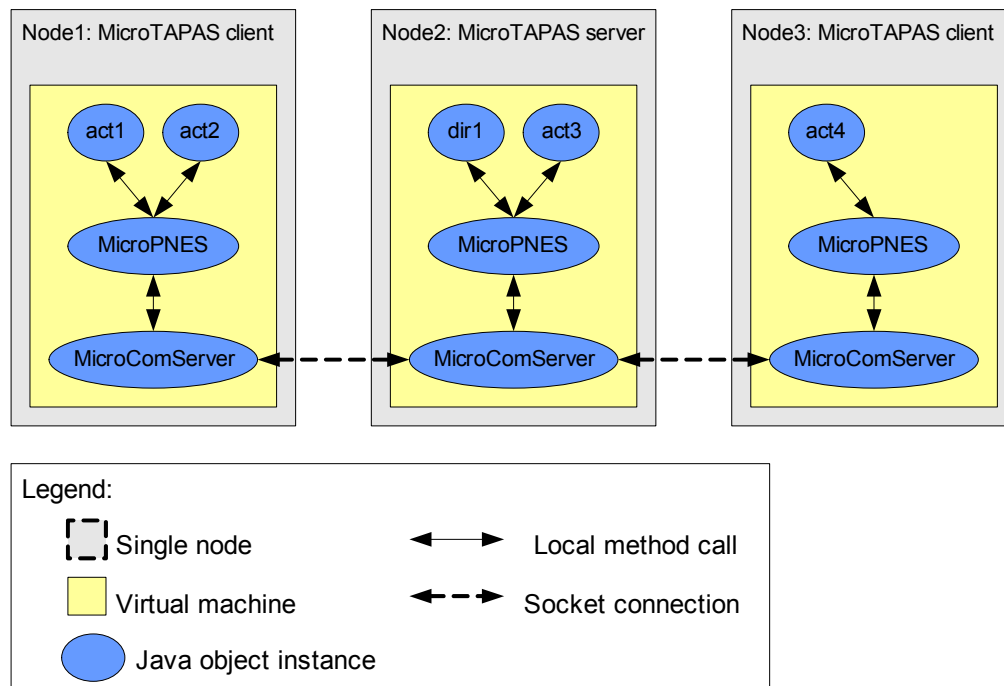 Node1: MicroTAPAS client
Node2: MicroTAPAS server
Node3: MicroTAPAS client
act1
act2
dir1
act3
act4
MicroPNES
MicroPNES
MicroPNES
MicroComServer
MicroComServer
MicroComServer
Legend:
Single node
Local method call
Virtual machine
Socket connection
Java object instance